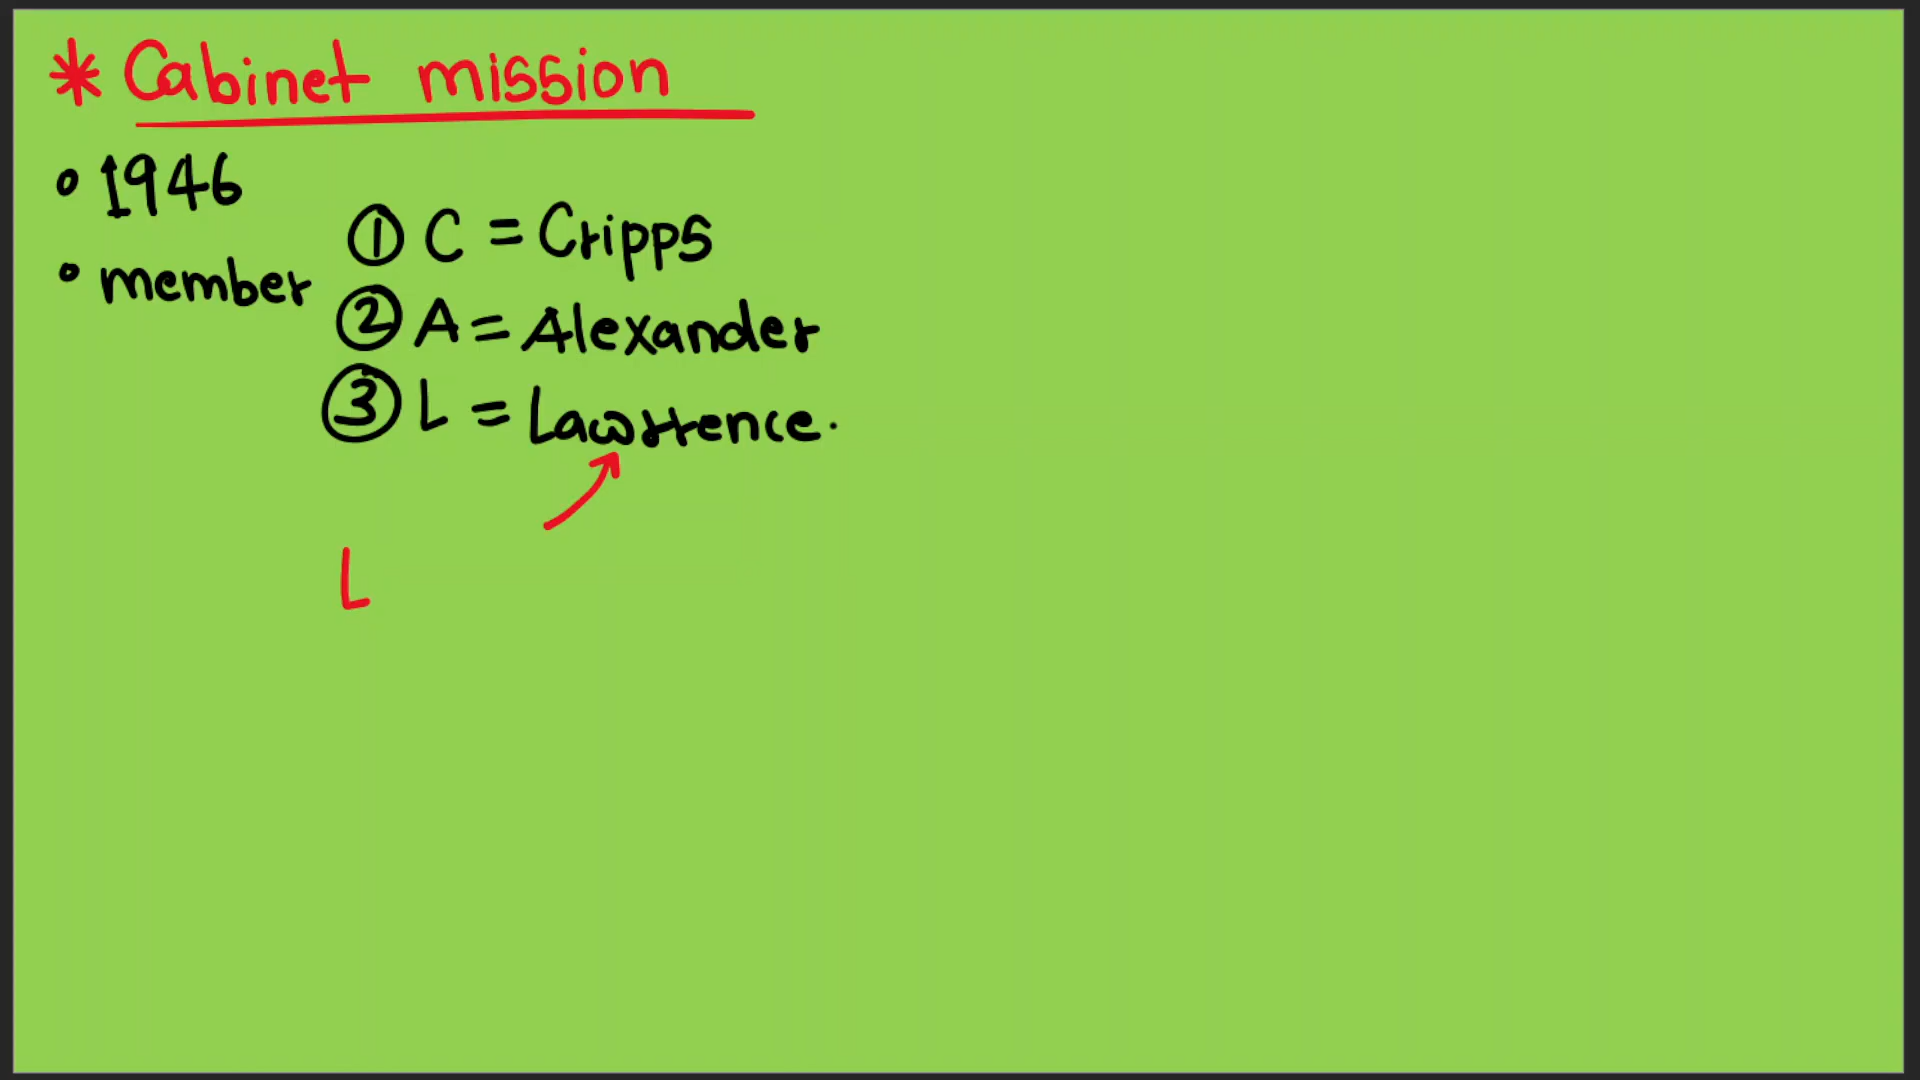 * Cabinet mission
• 1946
• member
① C = Cripps
② A = Alexander
③ L = Lawrence.
L